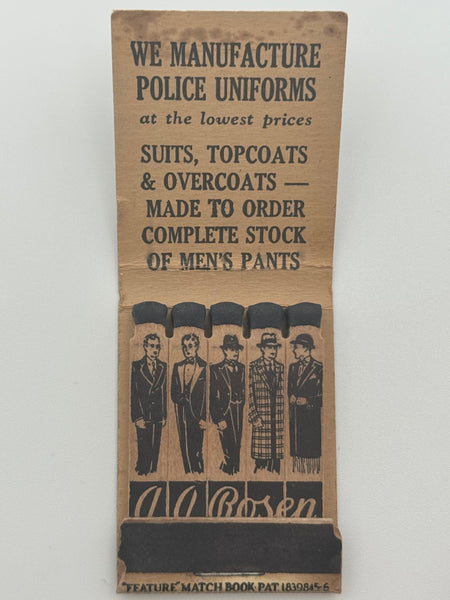 WE MANUFACTURE
POLICE UNIFORMS
at the lowest prices
SUITS, TOPCOATS
& OVERCOATS —
MADE TO ORDER
COMPLETE STOCK
OF MEN'S PANTS
Rosen
"FEATURE" MATCH BOOK PAT. 1839845-6